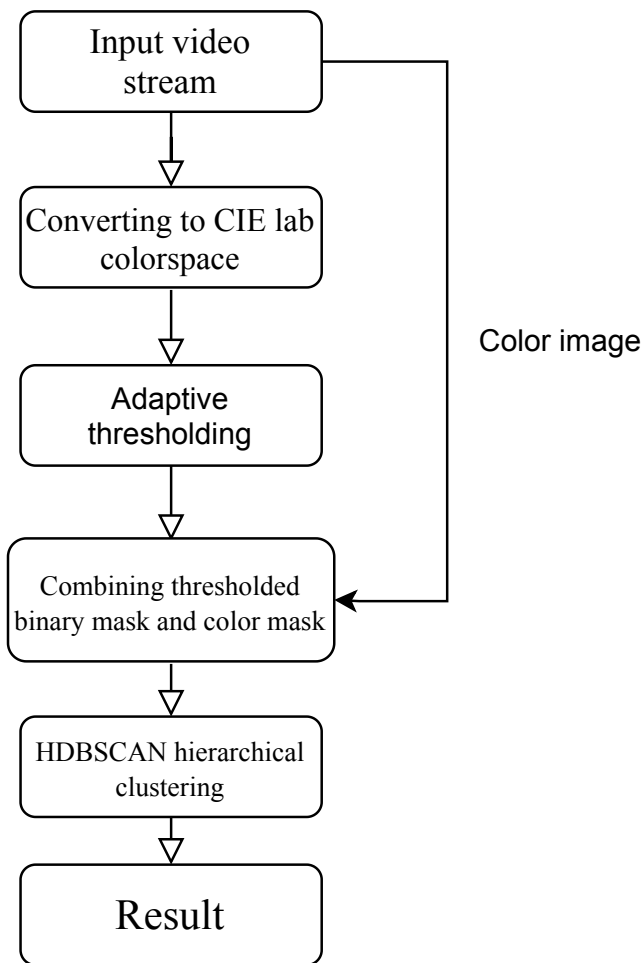 Input video
stream
Converting to CIE lab
colorspace
Color image
Adaptive
thresholding
Combining thresholded
binary mask and color mask
HDBSCAN hierarchical
clustering
Result